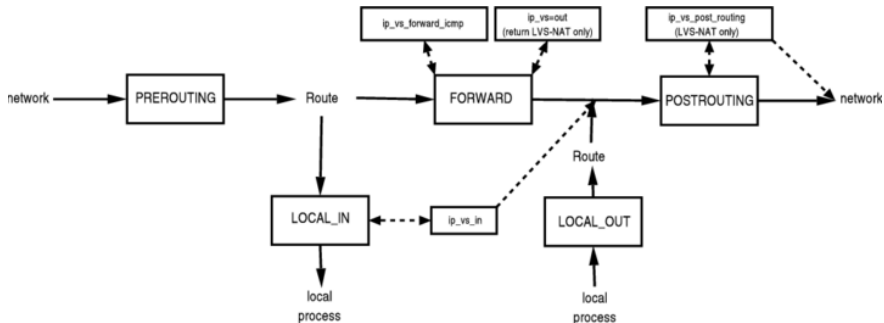 ip_vs_forward_icmp
ip_vs=out
(return LVS-NAT only)
ip_vs_post_routing
(LVS-NAT only)
network
PREROUTING
Route
FORWARD
POSTROUTING
network
Route
LOCAL_IN
ip_vs_in
LOCAL_OUT
local
process
local
process